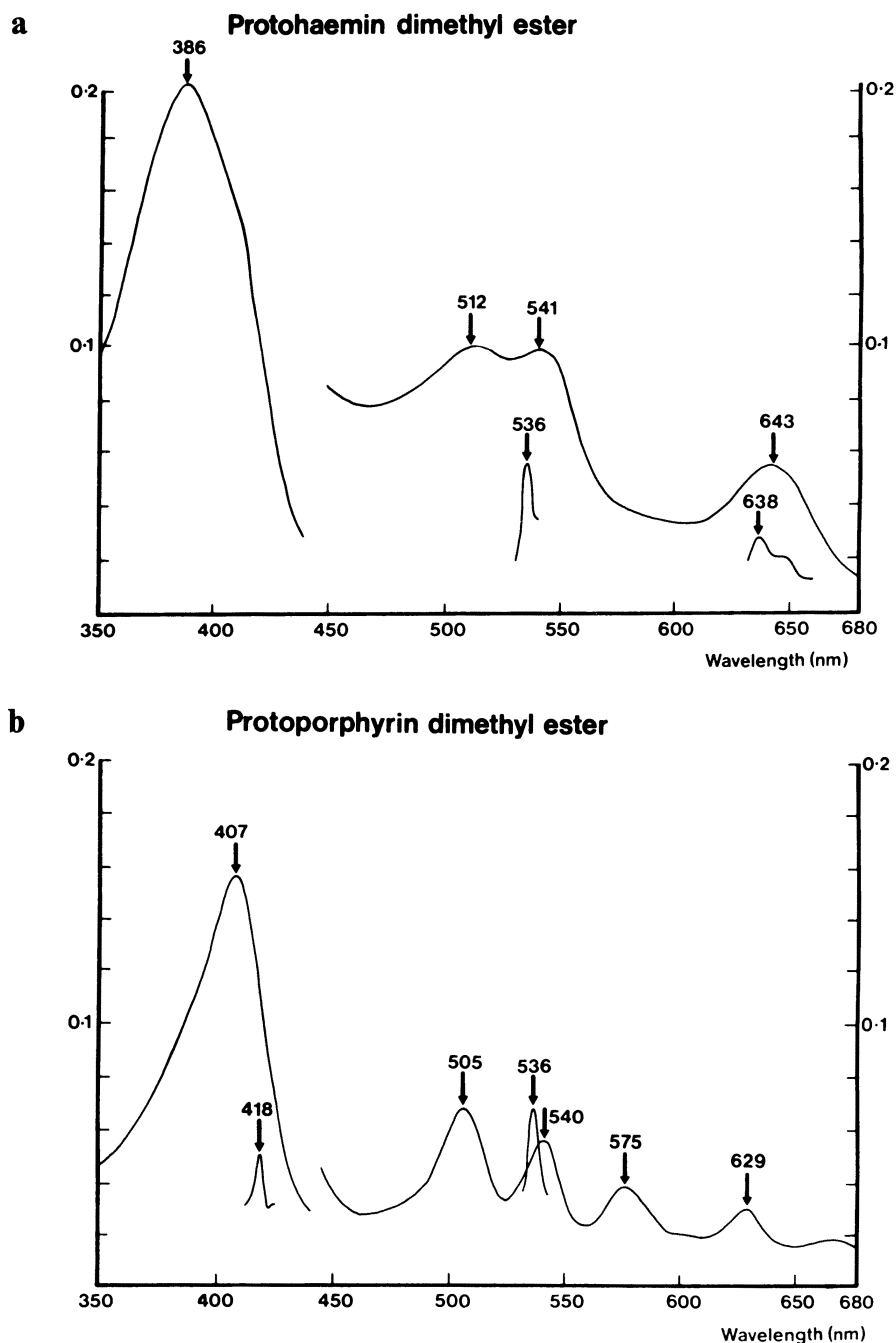 a
Protohaemin dimethyl ester
386
0·2 0·2
512 541
0·1 0·1
536 643
638
350 400 450 500 550 600 650 680
Wavelength (nm)
b
Protoporphyrin dimethyl ester
0·2 0·2
407
0·1 0·1
505 536
418 540
575
629
350 400 450 500 550 600 650 680
Wavelength (nm)